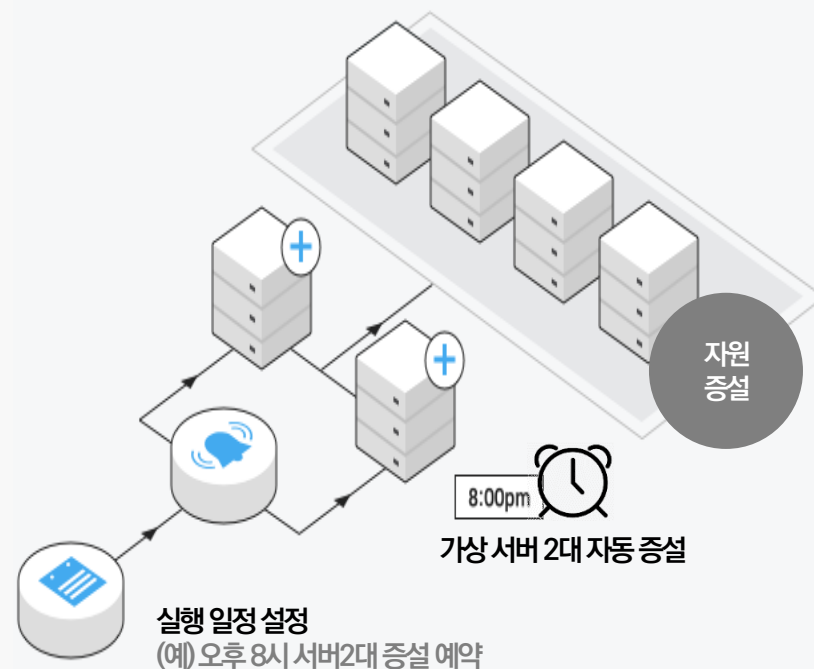 자원
증설
8:00pm
가상 서버 2대 자동 증설
실행 일정 설정
(예) 오후 8시 서버2대 증설 예약